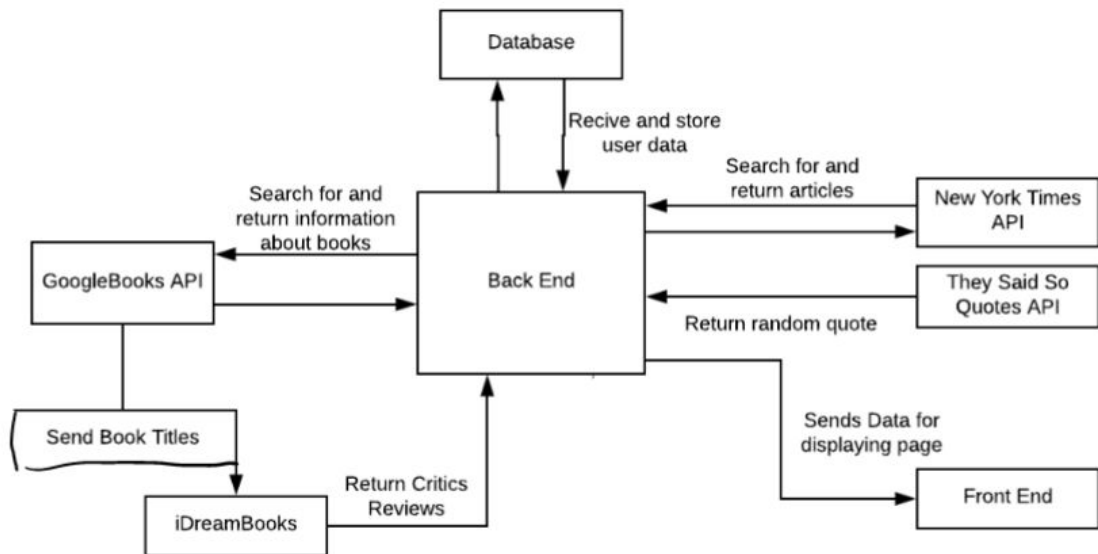 Database
Recive and store
user data
Search for and
return articles
New York Times
API
Search for and
return information
about books
GoogleBooks API
Back End
They Said So
Quotes API
Return random quote
Send Book Titles
Sends Data for
displaying page
Return Critics
Reviews
iDreamBooks
Front End